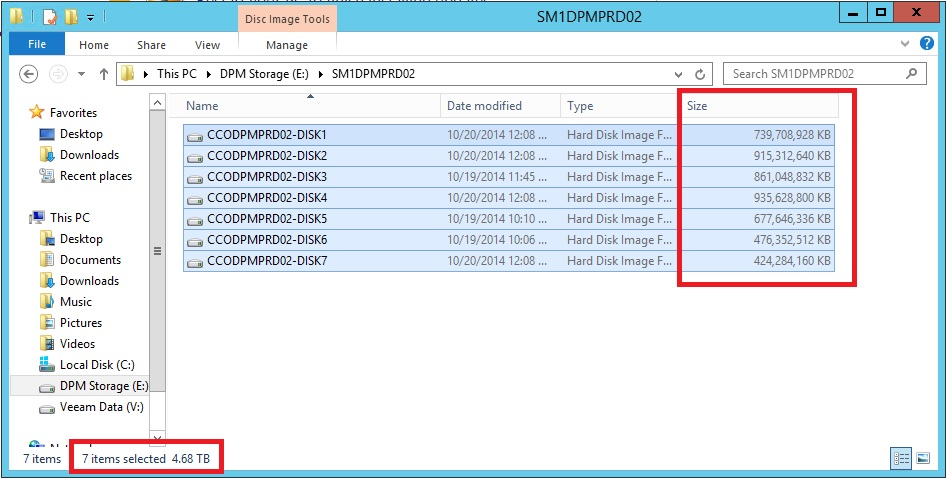 Disc Image Tools
SM1DPMPRD02
File Home Share View Manage
This PC DPM Storage (E:) SM1DPMPRD02
Search SM1DPMPRD02
Name Date modified Type Size
CCODPMPRD02-DISK1 10/20/2014 12:08 ... Hard Disk Image F... 739,708,928 KB
CCODPMPRD02-DISK2 10/20/2014 12:08 ... Hard Disk Image F... 915,312,640 KB
CCODPMPRD02-DISK3 10/19/2014 11:45 ... Hard Disk Image F... 861,048,832 KB
CCODPMPRD02-DISK4 10/20/2014 12:08 ... Hard Disk Image F... 935,628,800 KB
CCODPMPRD02-DISK5 10/19/2014 10:10 ... Hard Disk Image F... 677,646,336 KB
CCODPMPRD02-DISK6 10/19/2014 10:06 ... Hard Disk Image F... 476,352,512 KB
CCODPMPRD02-DISK7 10/20/2014 12:08 ... Hard Disk Image F... 424,284,160 KB
Favorites
Desktop
Downloads
Recent places
This PC
Desktop
Documents
Downloads
Music
Pictures
Videos
Local Disk (C:)
DPM Storage (E:)
Veeam Data (V:)
7 items 7 items selected 4.68 TB